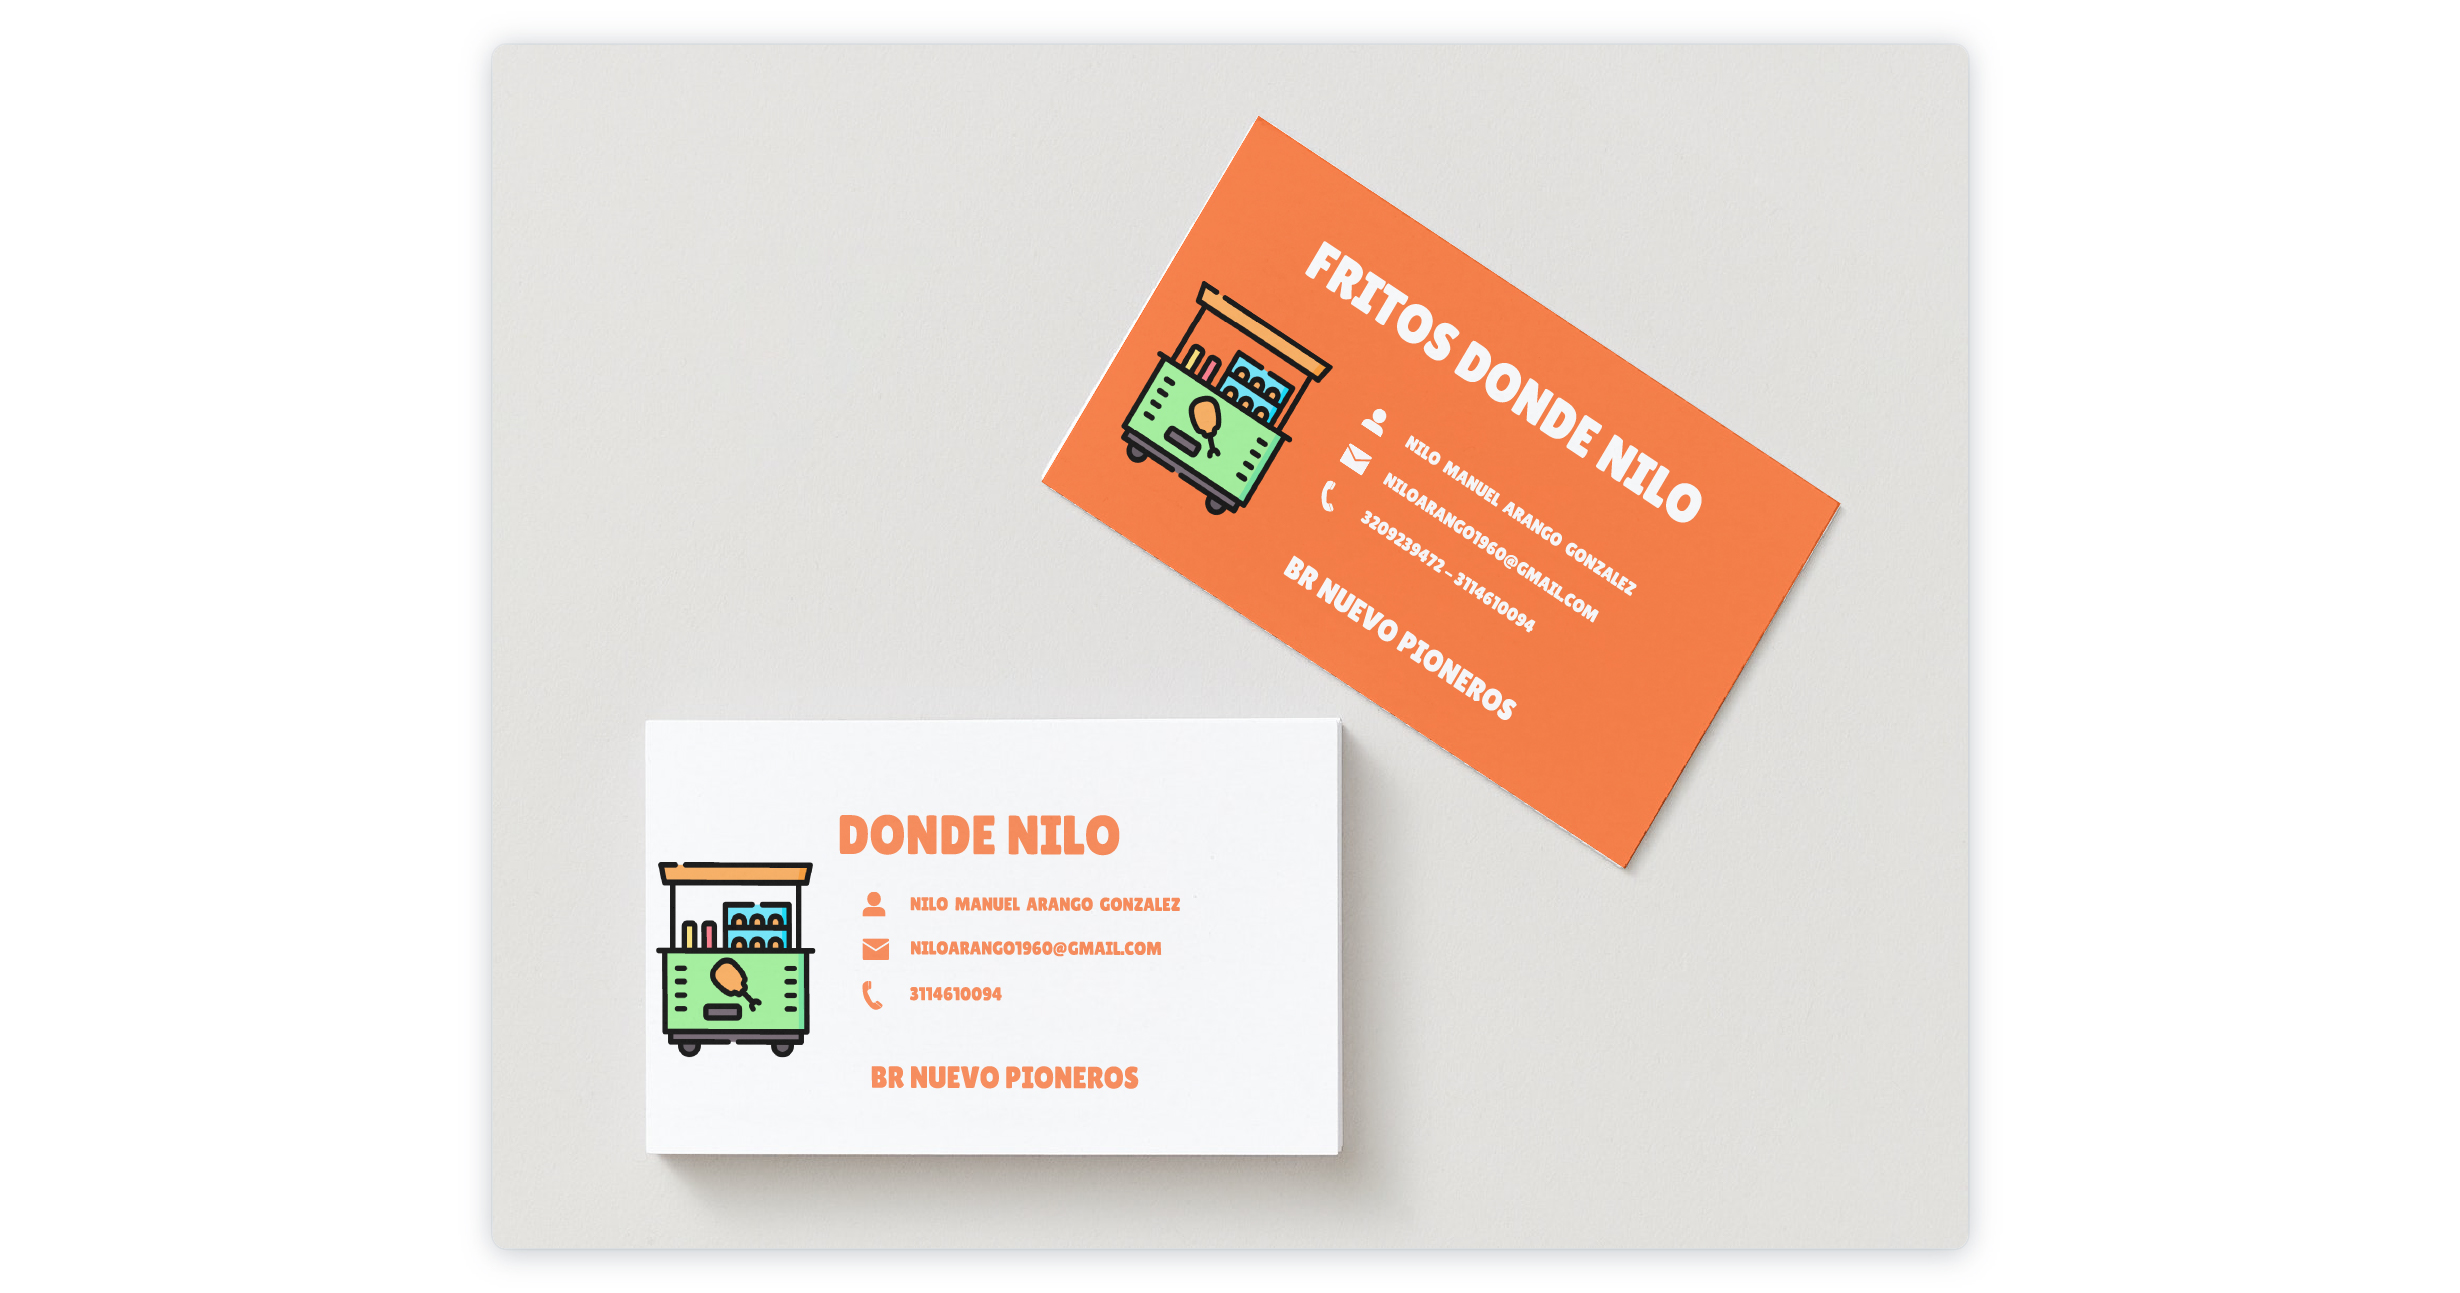 FRITOS DONDE NILO
NILO MANUEL ARANGO GONZALEZ
NILOARANGO1960@GMAIL.COM
3209239472 - 3114610094
BR NUEVO PIONEROS
DONDE NILO
NILO MANUEL ARANGO GONZALEZ
NILOARANGO1960@GMAIL.COM
3114610094
BR NUEVO PIONEROS